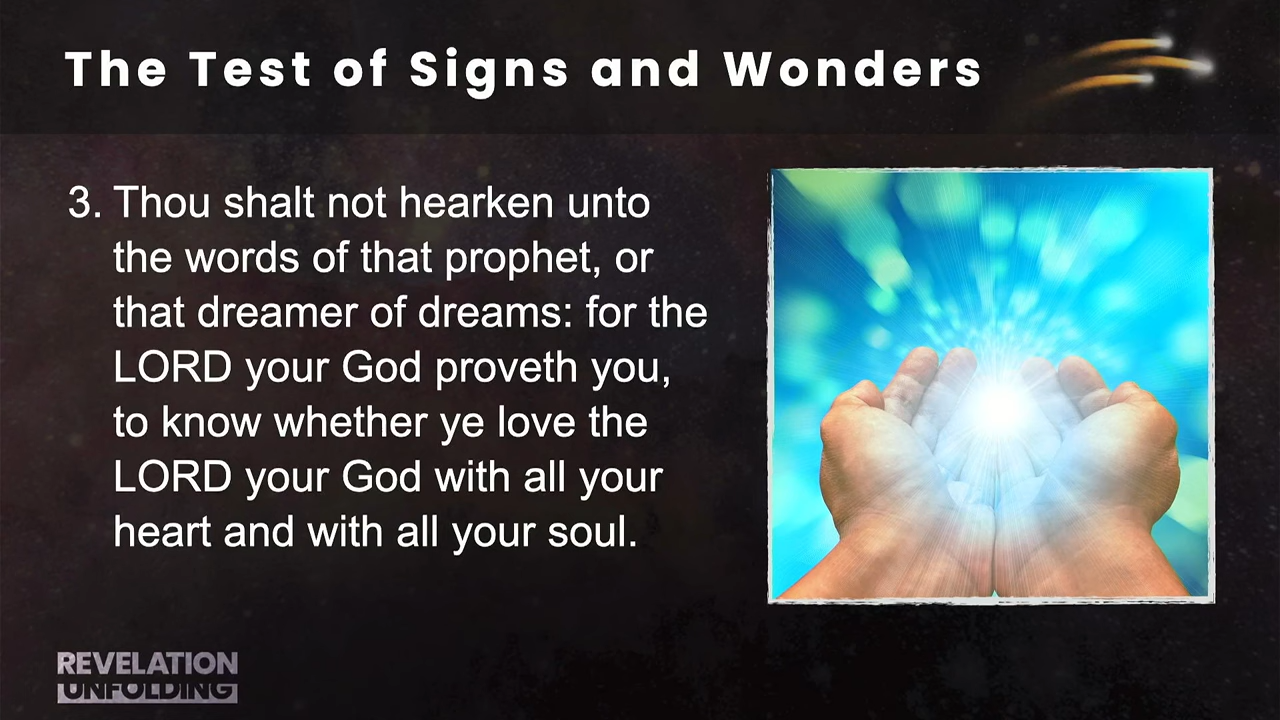 The Test of Signs and Wonders
3. Thou shalt not hearken unto
the words of that prophet, or
that dreamer of dreams: for the
LORD your God proveth you,
to know whether ye love the
LORD your God with all your
heart and with all your soul.
REVELATION
UNFOLDING